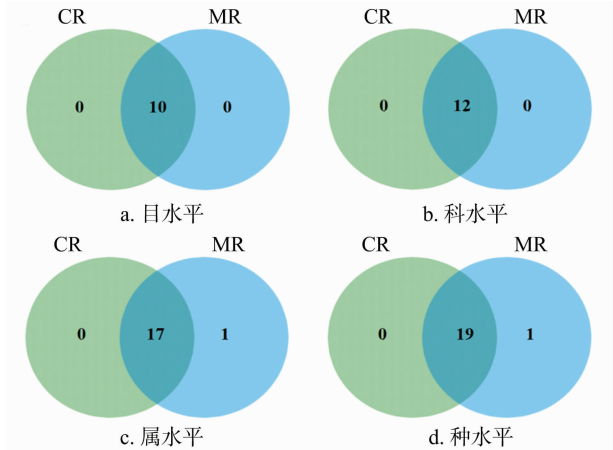 CR MR CR MR
0 10 0 0 12 0
a. 目水平 b. 科水平
CR MR CR MR
0 17 1 0 19 1
c. 属水平 d. 种水平